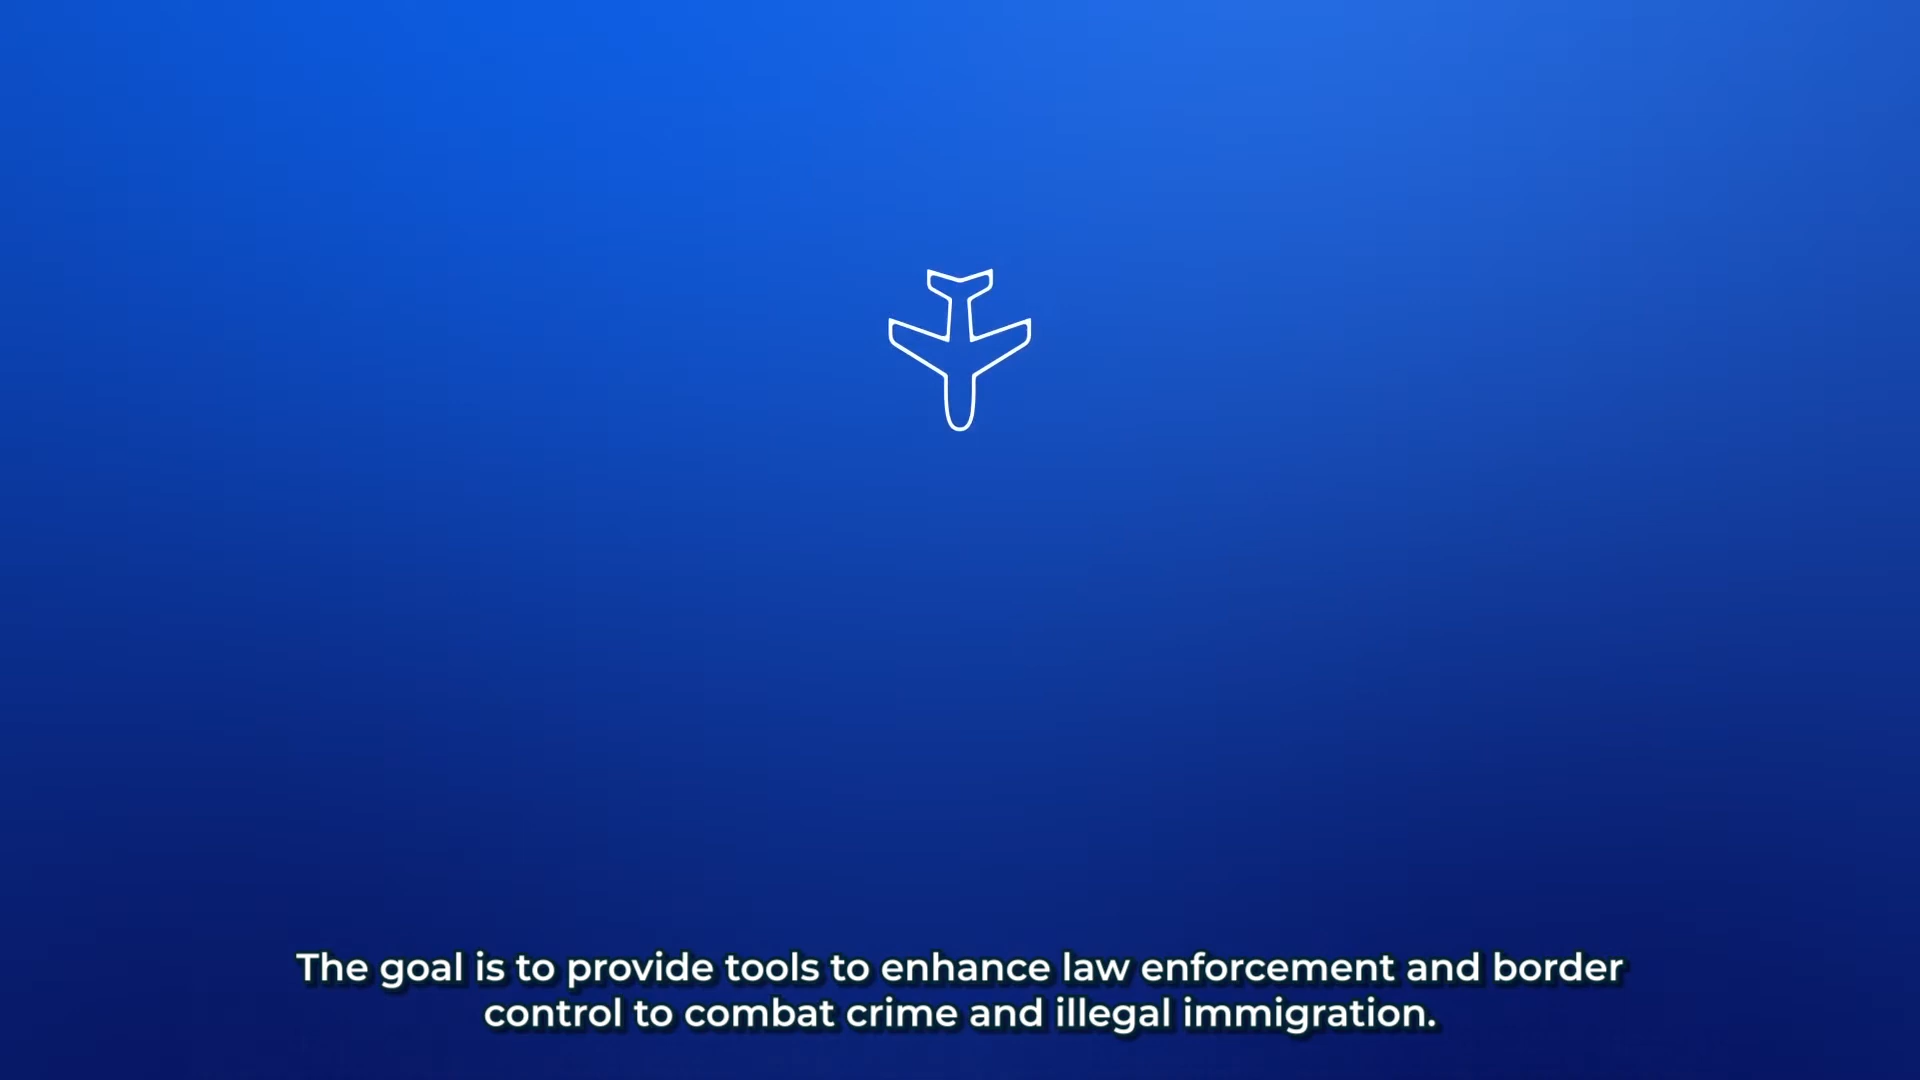 The goal is to provide tools to enhance law enforcement and border
control to combat crime and illegal immigration.